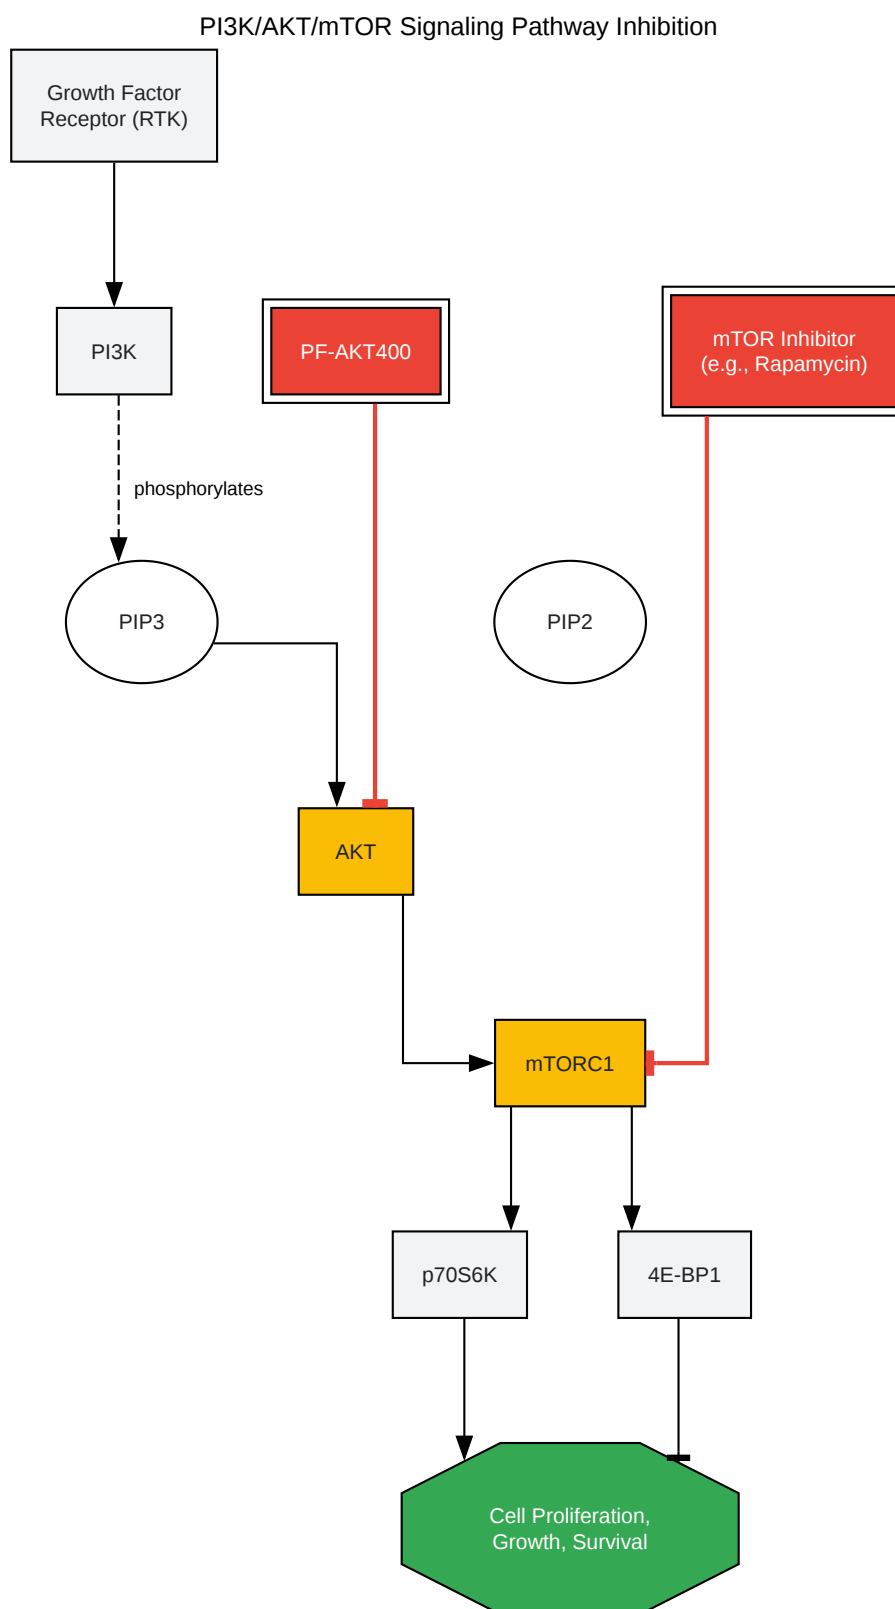 PI3K/AKT/mTOR Signaling Pathway Inhibition
Growth Factor
Receptor (RTK)
PI3K
PF-AKT400
mTOR Inhibitor
(e.g., Rapamycin)
phosphorylates
PIP3
PIP2
AKT
mTORC1
p70S6K
4E-BP1
Cell Proliferation,
Growth, Survival